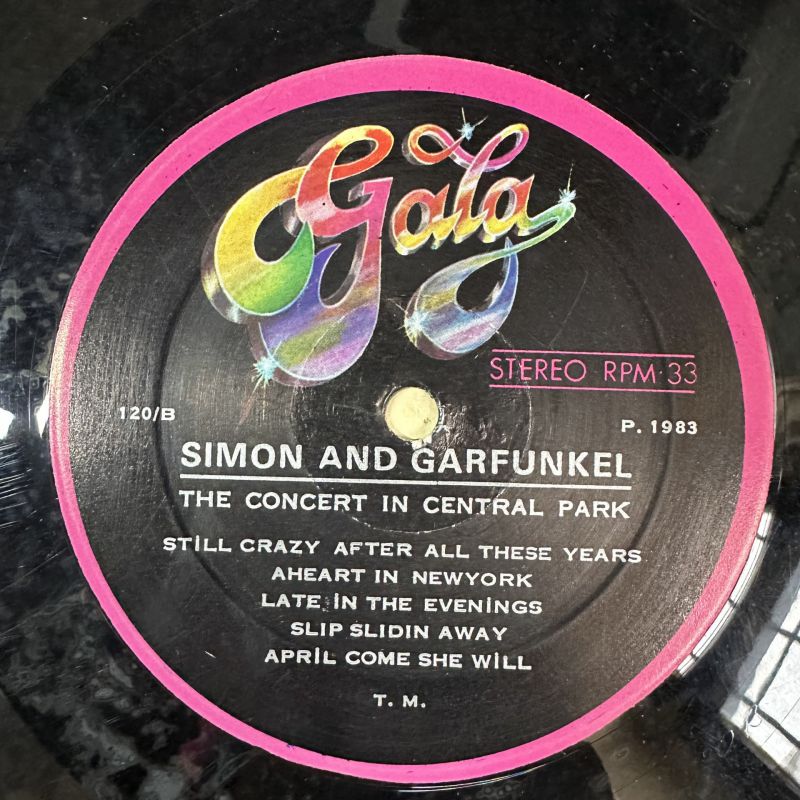 Gala
STEREO RPM·33
120/B
P. 1983
SIMON AND GARFUNKEL
THE CONCERT IN CENTRAL PARK
STiLL CRAZY AFTER ALL THESE YEARS
AHEART IN NEWYORK
LATE iN THE EVENiNGS
SLIP SLIDIN AWAY
APRiL COME SHE WiLL
T. M.